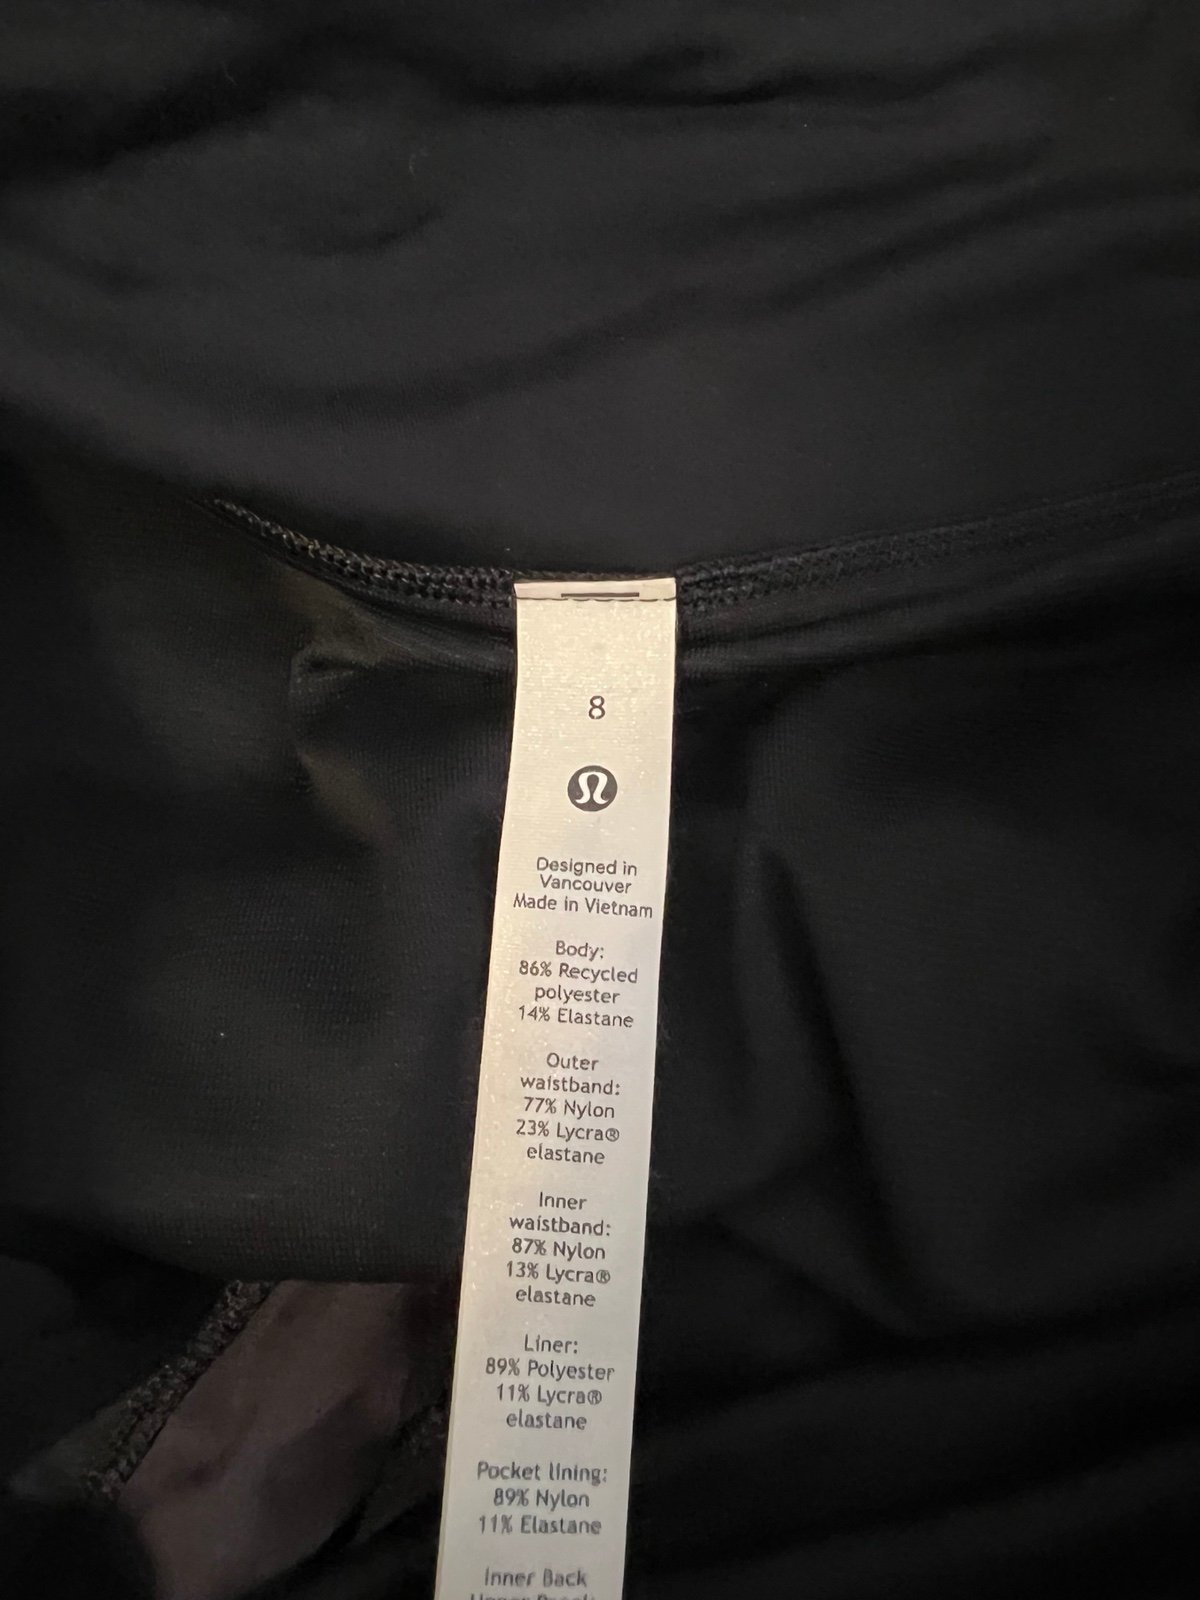 8
Designed in
Vancouver
Made in Vietnam
Body:
86% Recycled
polyester
14% Elastane
Outer
waistband:
77% Nylon
23% Lycra®
elastane
Inner
waistband:
87% Nylon
13% Lycra®
elastane
Liner:
89% Polyester
11% Lycra®
elastane
Pocket lining:
89% Nylon
11% Elastane
Inner Back